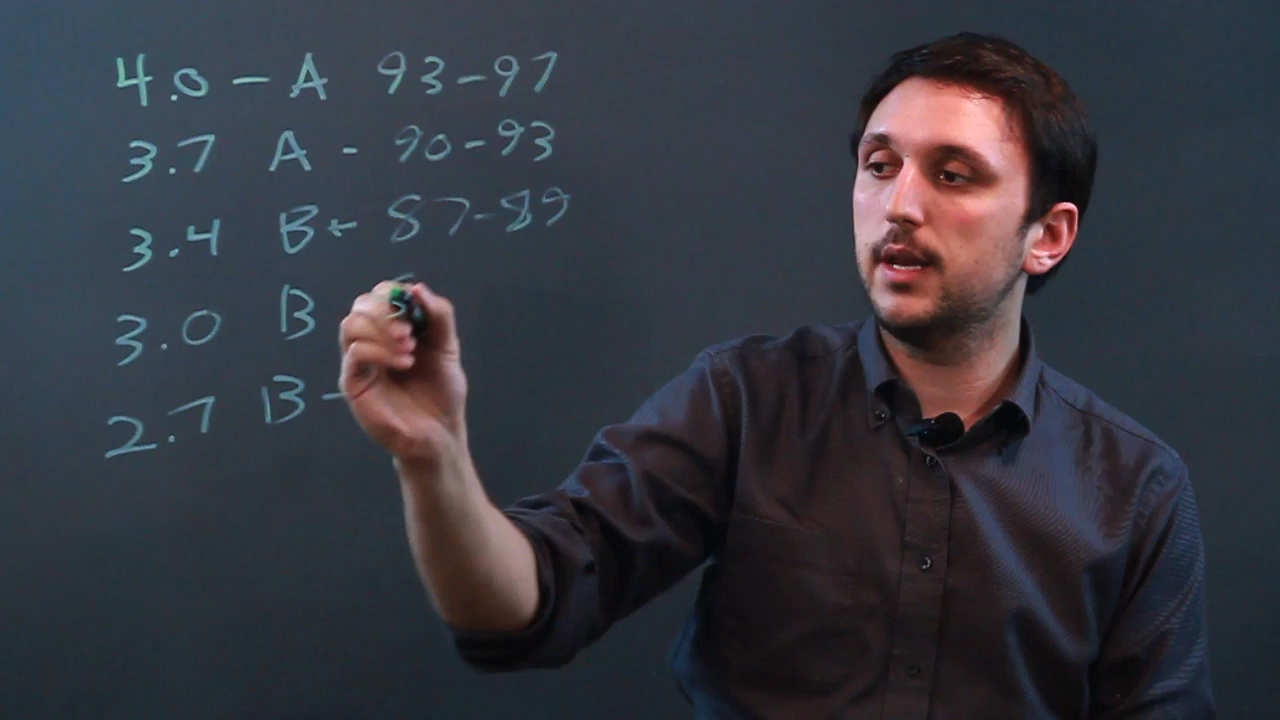 4.0 – A 93-97
3.7 A - 90-93
3.4 B+ 87-89
3.0 B
2.7 B-